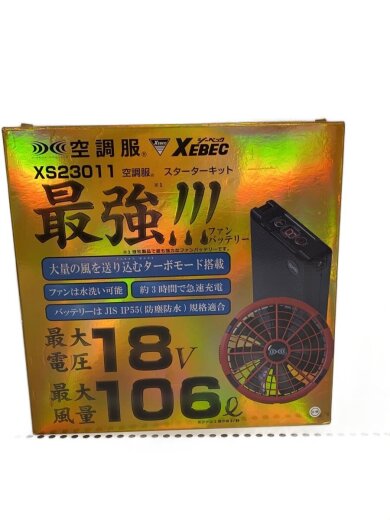 空調服® XEBEC ジーベック
XS23011 空調服® スターターキット
最強!!!※1
ファンバッテリー
大量の風を送り込むターボモード搭載
ファンは水洗い可能
約3時間で急速充電
バッテリーはJIS IP55(防塵防水)規格適合
最大電圧 18V
最大風量 106ℓ